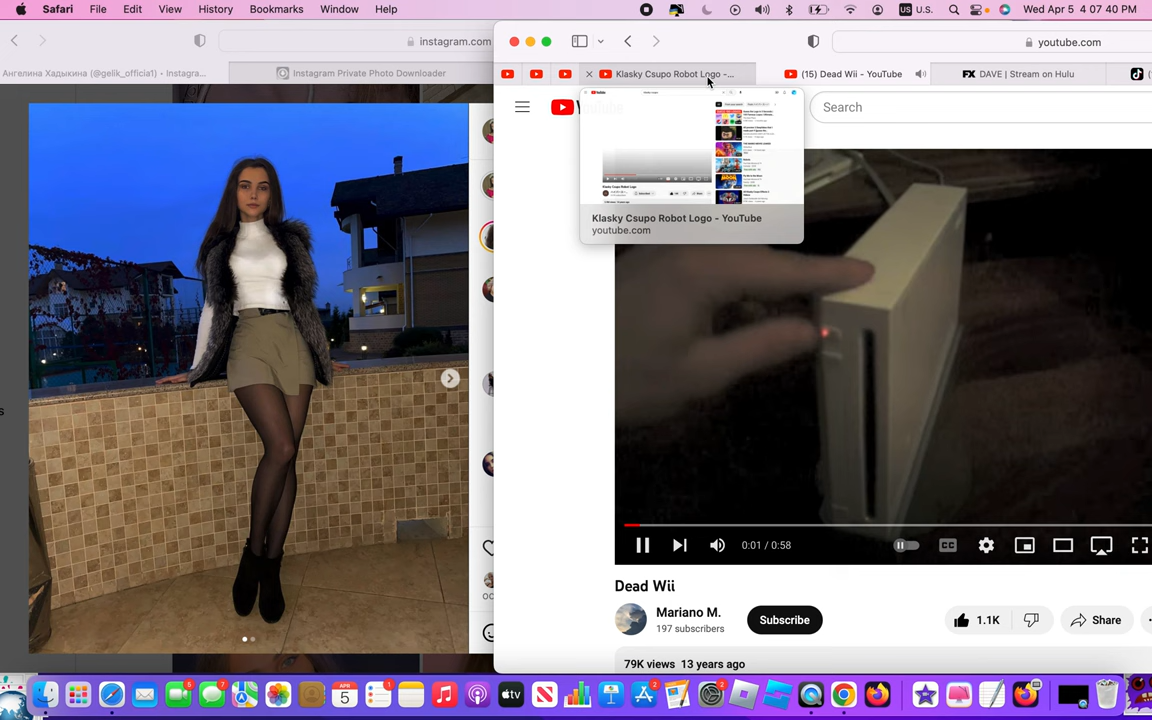 Safari File Edit View History Bookmarks Window Help U.S. Wed Apr 5 4 07 40 PM
instagram.com
youtube.com
Ангелина Хадыкина (@gelik_officia1) • Instagra...
Instagram Private Photo Downloader
Klasky Csupo Robot Logo -...
(15) Dead Wii - YouTube
DAVE | Stream on Hulu
Search
Klasky Csupo Robot Logo - YouTube
youtube.com
0:01 / 0:58
CC
Dead Wii
Mariano M.
197 subscribers
Subscribe
1.1K
Share
79K views 13 years ago